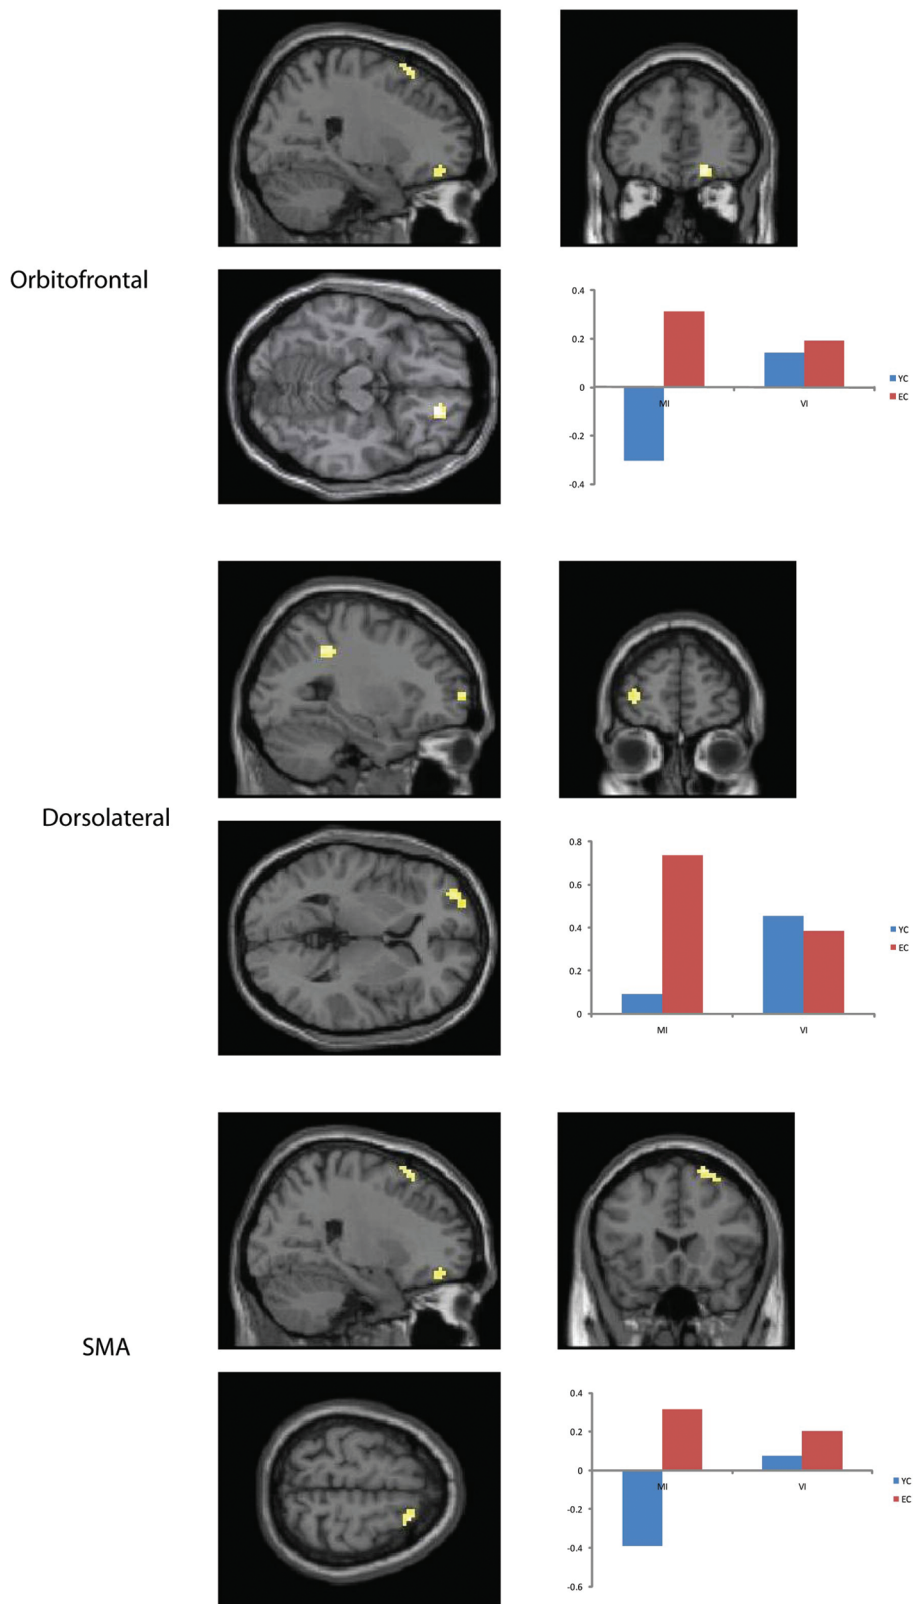 Orbitofrontal
0.4
0.2
0
-0.2
-0.4
MI
VI
YC
EC
Dorsolateral
0.8
0.6
0.4
0.2
0
MI
VI
YC
EC
SMA
0.4
0.2
0
-0.2
-0.4
-0.6
MI
VI
YC
EC